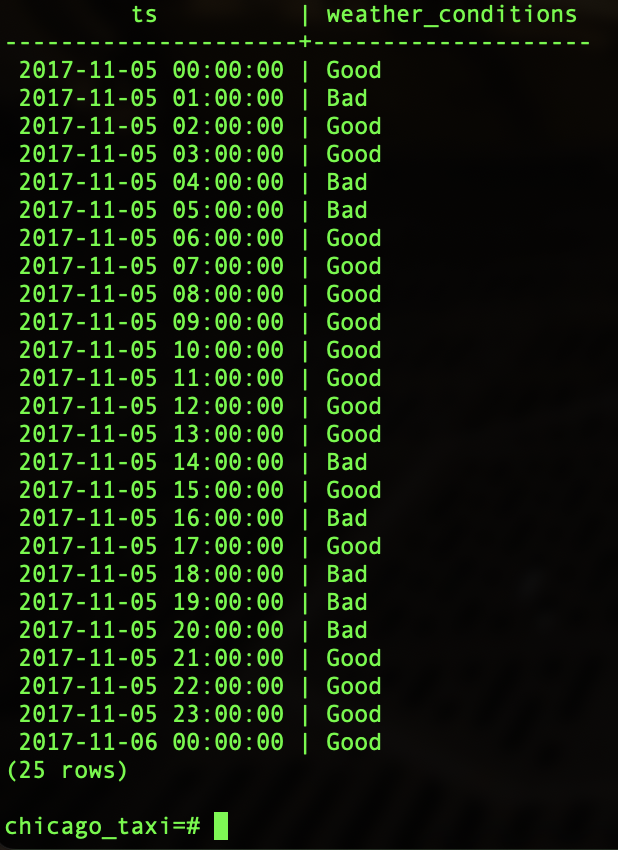 ts | weather_conditions
---------------------+---------------------
2017-11-05 00:00:00 | Good
2017-11-05 01:00:00 | Bad
2017-11-05 02:00:00 | Good
2017-11-05 03:00:00 | Good
2017-11-05 04:00:00 | Bad
2017-11-05 05:00:00 | Bad
2017-11-05 06:00:00 | Good
2017-11-05 07:00:00 | Good
2017-11-05 08:00:00 | Good
2017-11-05 09:00:00 | Good
2017-11-05 10:00:00 | Good
2017-11-05 11:00:00 | Good
2017-11-05 12:00:00 | Good
2017-11-05 13:00:00 | Good
2017-11-05 14:00:00 | Bad
2017-11-05 15:00:00 | Good
2017-11-05 16:00:00 | Bad
2017-11-05 17:00:00 | Good
2017-11-05 18:00:00 | Bad
2017-11-05 19:00:00 | Bad
2017-11-05 20:00:00 | Bad
2017-11-05 21:00:00 | Good
2017-11-05 22:00:00 | Good
2017-11-05 23:00:00 | Good
2017-11-06 00:00:00 | Good
(25 rows)
chicago_taxi=#